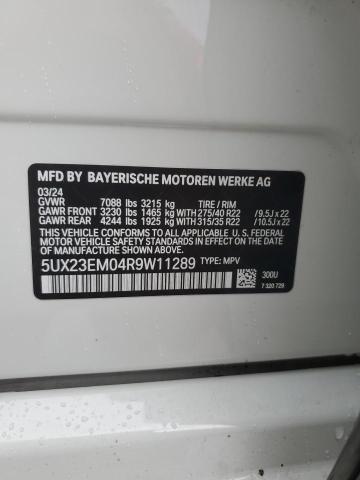 MFD BY BAYERISCHE MOTOREN WERKE AG
03/24
GVWR 7088 lbs 3215 kg TIRE / RIM
GAWR FRONT 3230 lbs 1465 kg WITH 275/40 R22 / 9.5J x 22
GAWR REAR 4244 lbs 1925 kg WITH 315/35 R22 / 10.5J x 22
THIS VEHICLE CONFORMS TO ALL APPLICABLE U.S. FEDERAL
MOTOR VEHICLE SAFETY STANDARDS IN EFFECT ON THE DATE
OF MANUFACTURE SHOWN ABOVE.
5UX23EM04R9W11289 TYPE: MPV
300U
7 320 729